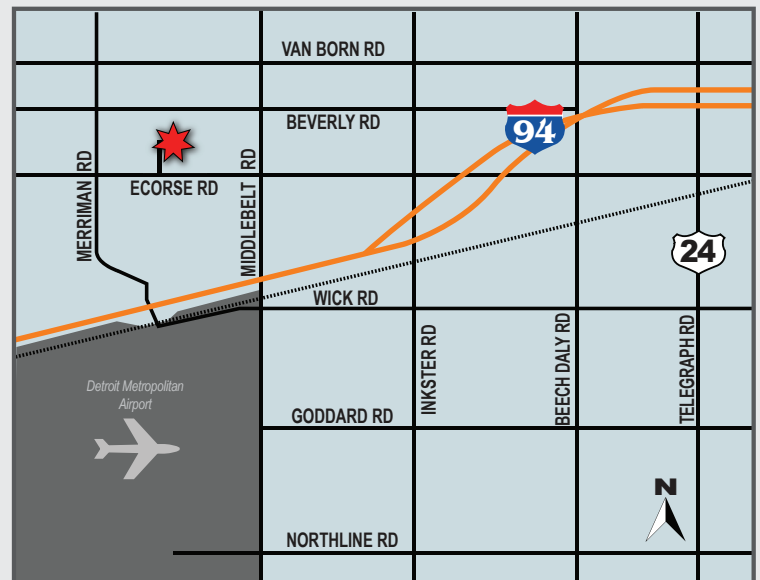 VAN BORN RD
BEVERLY RD
94
MERRIMAN RD
MIDDLEBELT RD
ECORSE RD
24
WICK RD
INKSTER RD
BEECH DALY RD
TELEGRAPH RD
Detroit Metropolitan
Airport
GODDARD RD
N
NORTHLINE RD